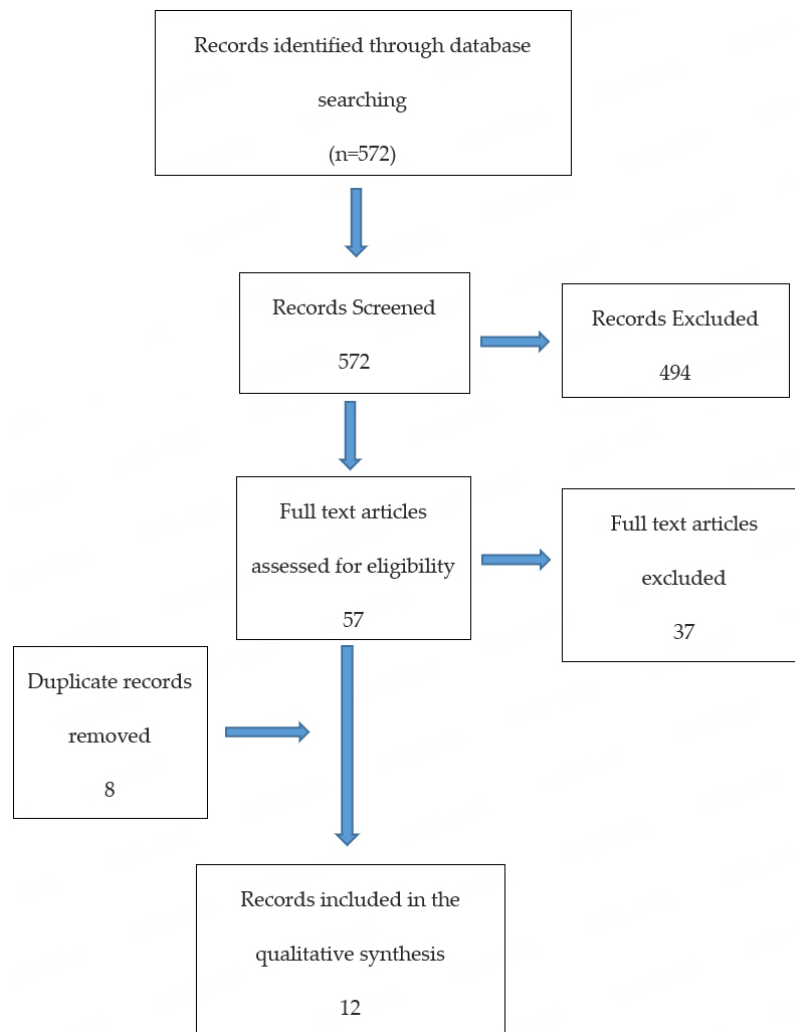 Records identified through database
searching
(n=572)
Records Screened
572
Records Excluded
494
Full text articles
assessed for eligibility
57
Full text articles
excluded
37
Duplicate records
removed
8
Records included in the
qualitative synthesis
12